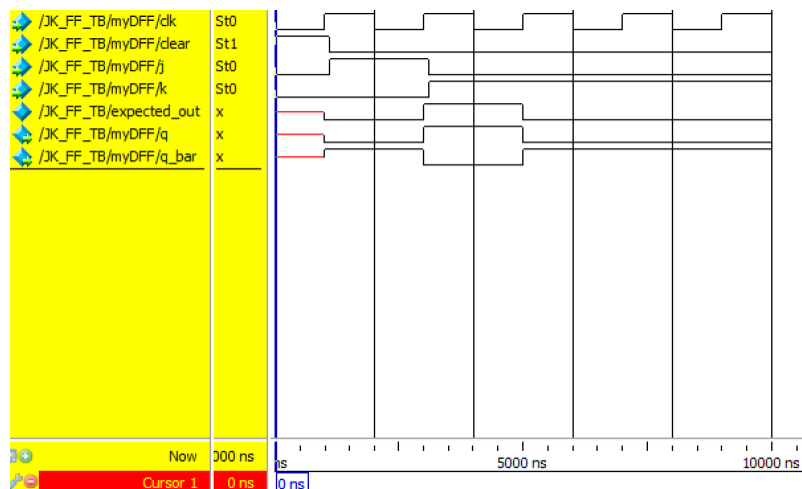 /JK_FF_TB/myDFF/clk St0
/JK_FF_TB/myDFF/clear St1
/JK_FF_TB/myDFF/j St0
/JK_FF_TB/myDFF/k St0
/JK_FF_TB/expected_out x
/JK_FF_TB/myDFF/q x
/JK_FF_TB/myDFF/q_bar x
Now 000 ns ns 5000 ns 10000 ns
Cursor 1 0 ns 0 ns